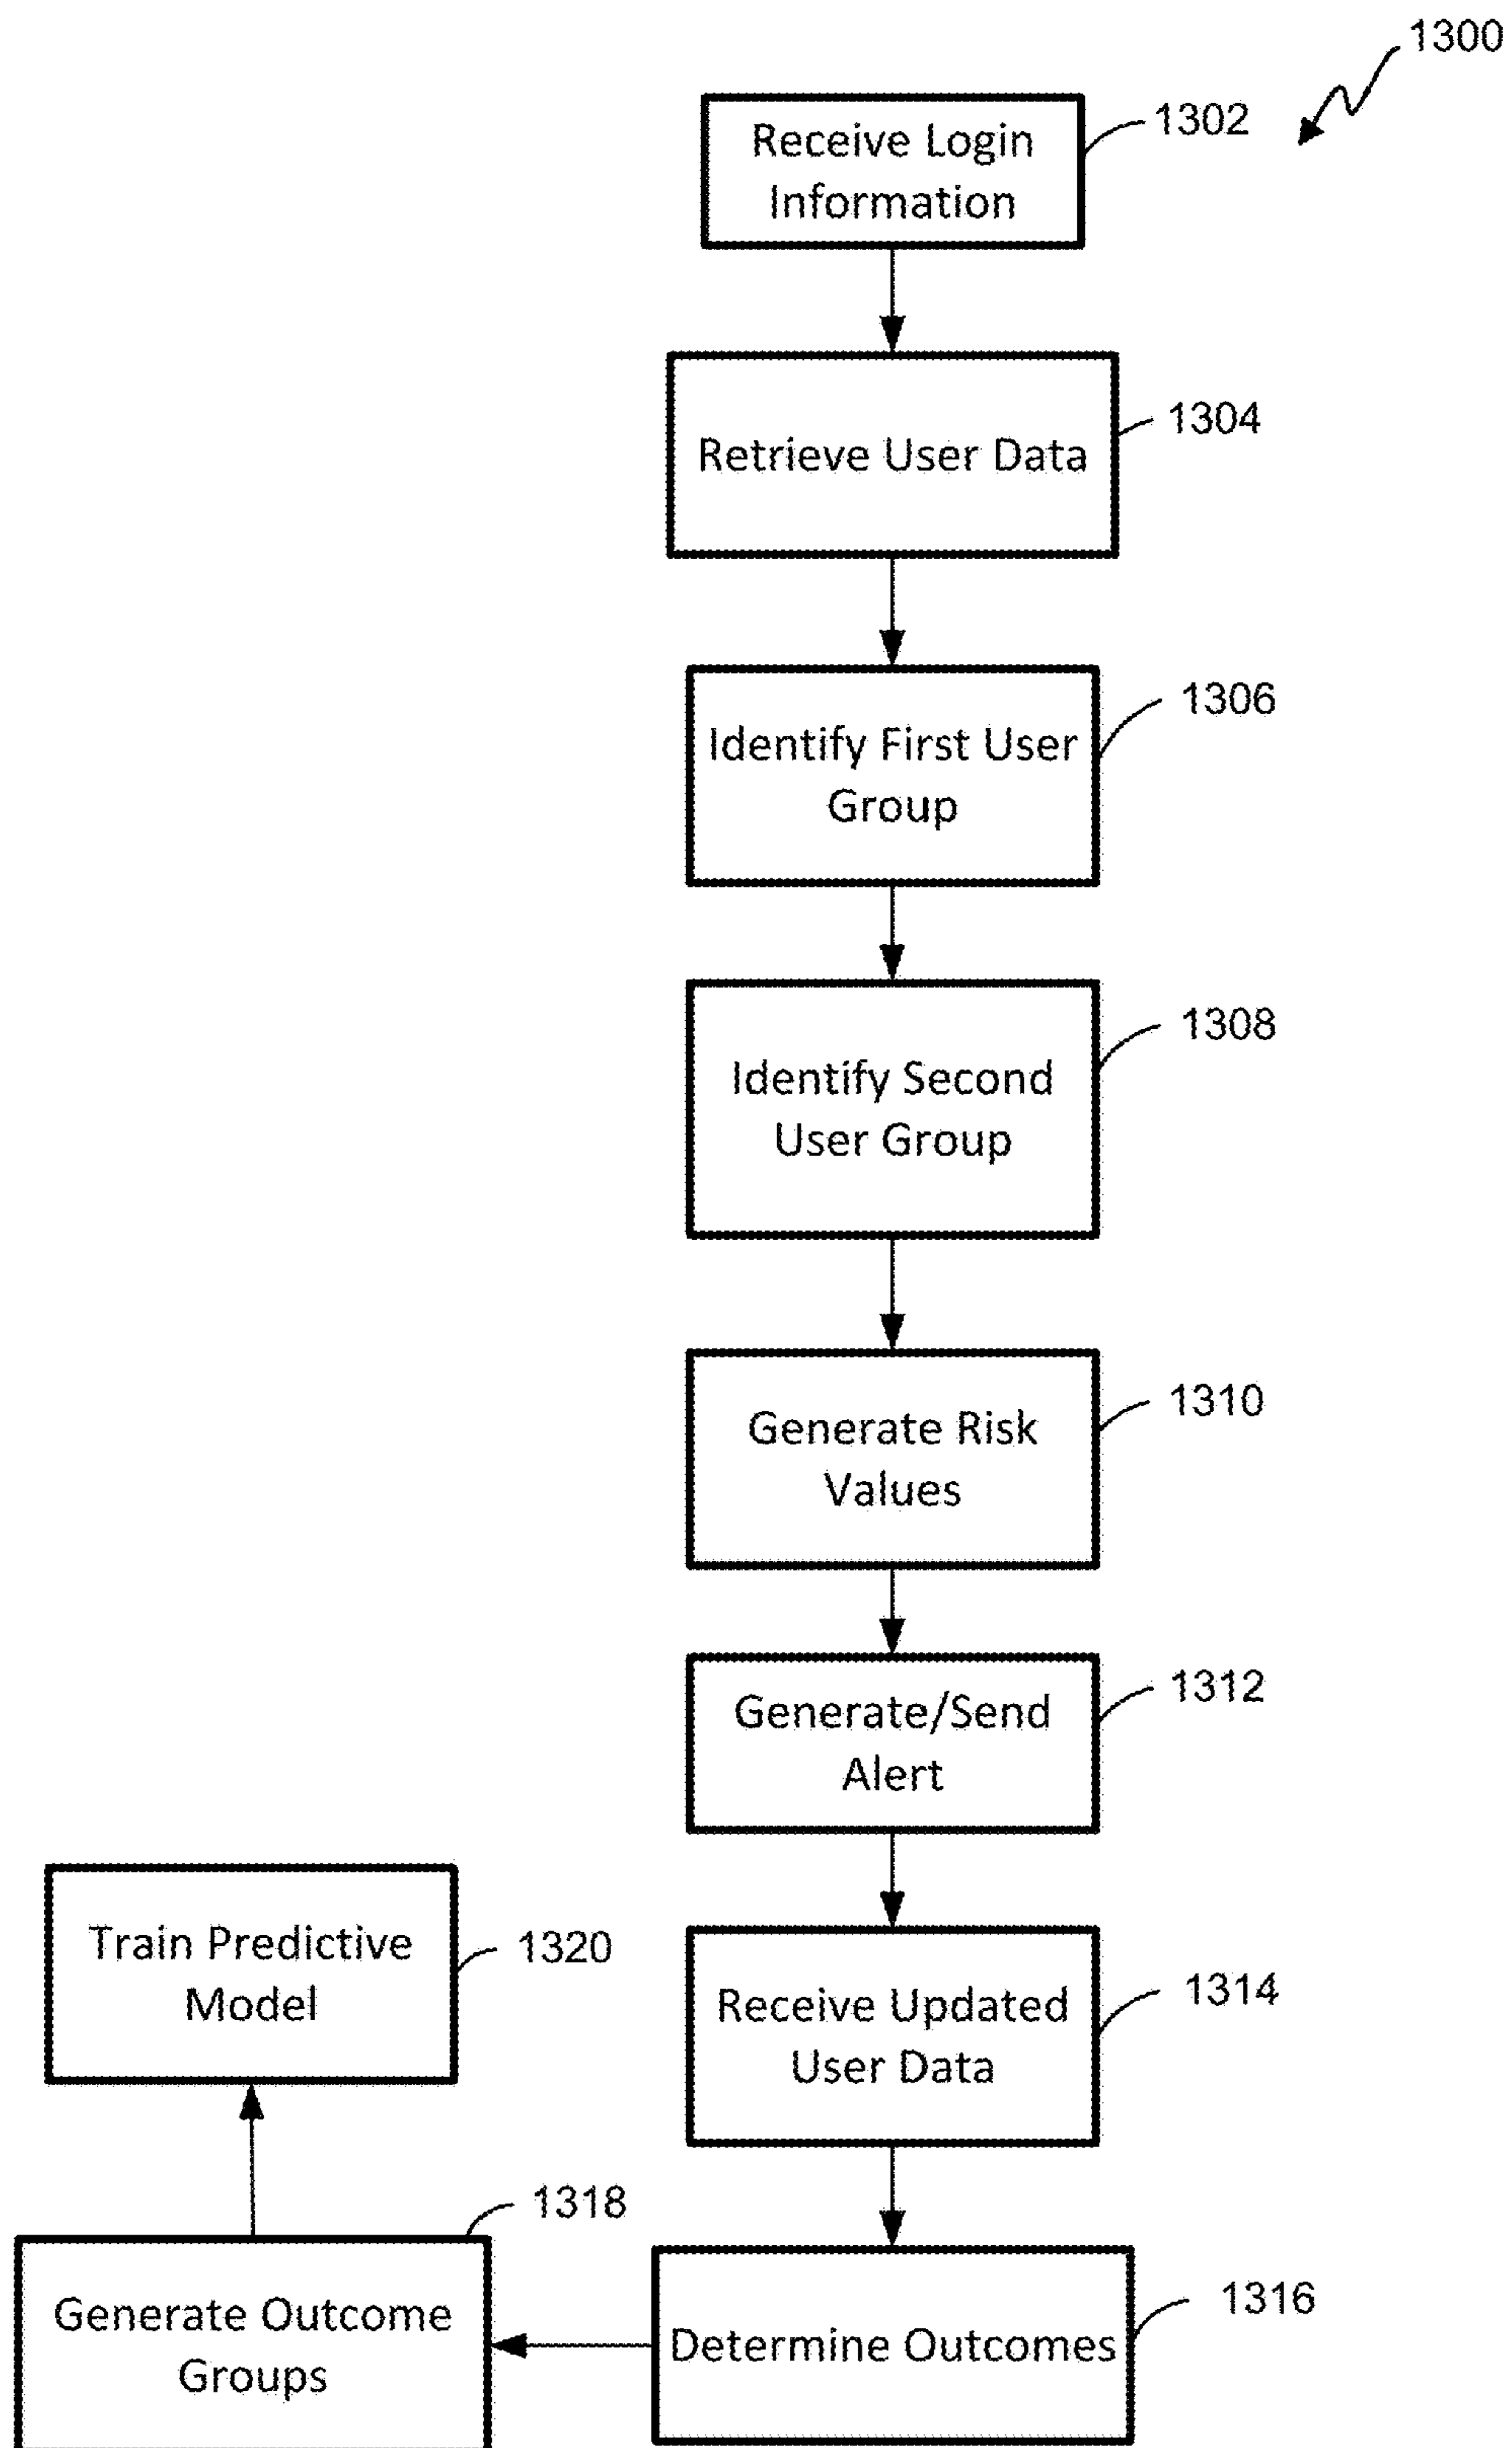 1300
Receive Login
Information
1302
Retrieve User Data
1304
Identify First User
Group
1306
Identify Second
User Group
1308
Generate Risk
Values
1310
Generate/Send
Alert
1312
Receive Updated
User Data
1314
Determine Outcomes
1316
Generate Outcome
Groups
1318
Train Predictive
Model
1320